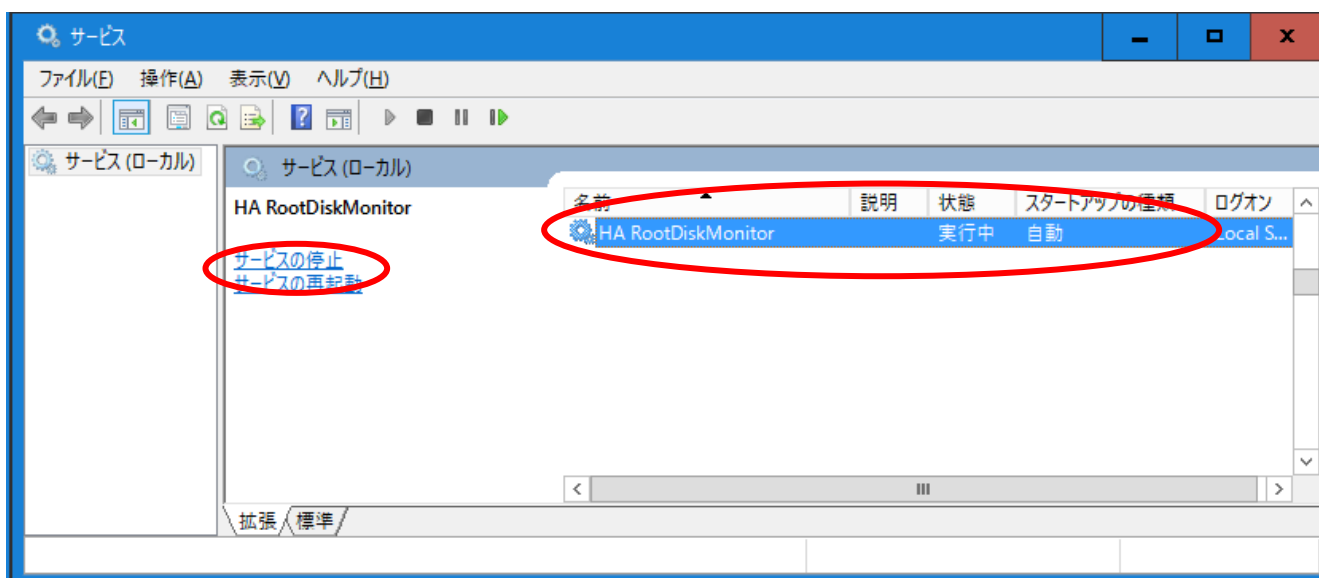 サービス
ファイル(F) 操作(A) 表示(V) ヘルプ(H)
サービス (ローカル)
サービス (ローカル)
HA RootDiskMonitor
サービスの停止
サービスの再起動
名前 説明 状態 スタートアップの種類 ログオン
HA RootDiskMonitor 実行中 自動 Local S...
拡張 標準